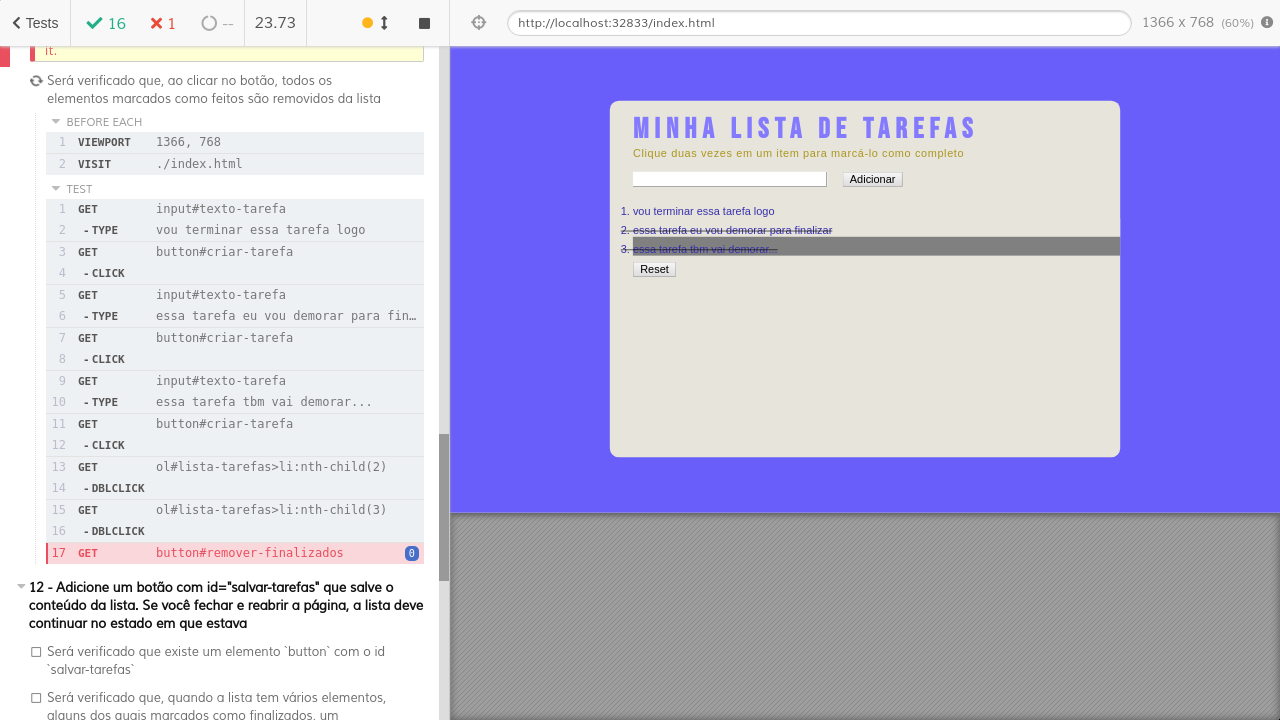 Tests
16
1
--
23.73
http://localhost:32833/index.html
1366 x 768 (60%)
it.
Será verificado que, ao clicar no botão, todos os
elementos marcados como feitos são removidos da lista
BEFORE EACH
1 VIEWPORT 1366, 768
2 VISIT ./index.html
TEST
1 GET input#texto-tarefa
2 -TYPE vou terminar essa tarefa logo
3 GET button#criar-tarefa
4 -CLICK
5 GET input#texto-tarefa
6 -TYPE essa tarefa eu vou demorar para fin…
7 GET button#criar-tarefa
8 -CLICK
9 GET input#texto-tarefa
10 -TYPE essa tarefa tbm vai demorar...
11 GET button#criar-tarefa
12 -CLICK
13 GET ol#lista-tarefas>li:nth-child(2)
14 -DBLCLICK
15 GET ol#lista-tarefas>li:nth-child(3)
16 -DBLCLICK
17 GET button#remover-finalizados 0
12 - Adicione um botão com id="salvar-tarefas" que salve o
conteúdo da lista. Se você fechar e reabrir a página, a lista deve
continuar no estado em que estava
Será verificado que existe um elemento `button` com o id
`salvar-tarefas`
Será verificado que, quando a lista tem vários elementos,
alguns dos quais marcados como finalizados, um
MINHA LISTA DE TAREFAS
Clique duas vezes em um item para marcá-lo como completo
Adicionar
1. vou terminar essa tarefa logo
2. essa tarefa eu vou demorar para finalizar
3. essa tarefa tbm vai demorar...
Reset